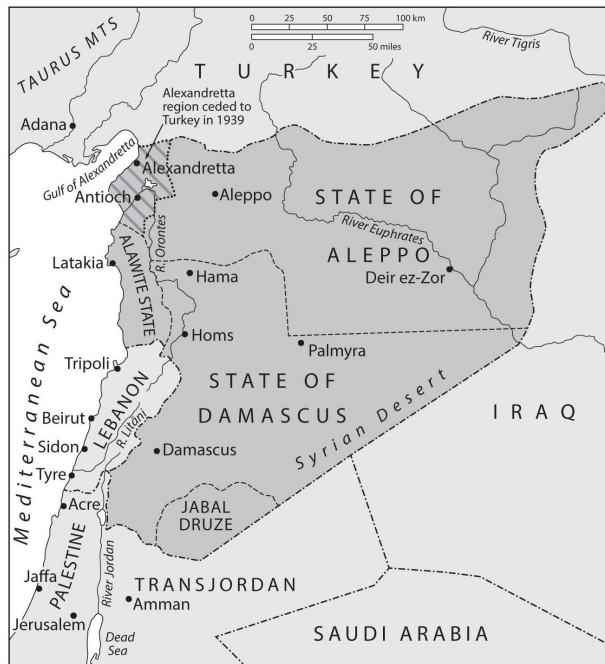 0 25 50 75 100 km
0 25 50 miles
TAURUS MTS
River Tigris
TURKEY
Alexandretta
region ceded to
Turkey in 1939
Adana
Gulf of Alexandretta
Alexandretta
Antioch
Aleppo
STATE OF
ALEPPO
River Euphrates
R. Orontes
ALAWITE STATE
Latakia
Hama
Deir ez-Zor
Homs
Palmyra
Tripoli
Mediterranean Sea
LEBANON
STATE OF
DAMASCUS
Syrian Desert
IRAQ
Beirut
R. Litani
Sidon
Damascus
Tyre
Acre
JABAL
DRUZE
PALESTINE
River Jordan
Jaffa
TRANSJORDAN
Amman
Jerusalem
Dead
Sea
SAUDI ARABIA